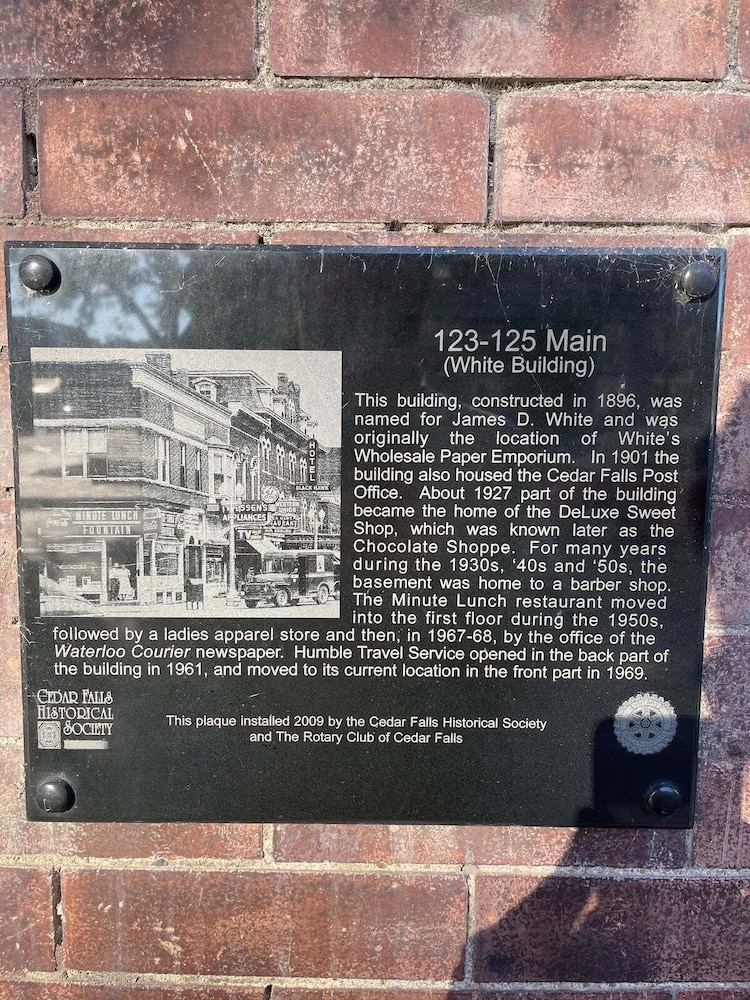 123-125 Main
(White Building)
This building, constructed in 1896, was
named for James D. White and was
originally the location of White's
Wholesale Paper Emporium. In 1901 the
building also housed the Cedar Falls Post
Office. About 1927 part of the building
became the home of the DeLuxe Sweet
Shop, which was known later as the
Chocolate Shoppe. For many years
during the 1930s, ‘40s and ‘50s, the
basement was home to a barber shop.
The Minute Lunch restaurant moved
into the first floor during the 1950s,
followed by a ladies apparel store and then, in 1967-68, by the office of the
Waterloo Courier newspaper. Humble Travel Service opened in the back part of
the building in 1961, and moved to its current location in the front part in 1969.
HOTEL
BLACK HAWK
APPLIANCES
TV
MINUTE LUNCH
FOUNTAIN
CEDAR FALLS
HISTORICAL
SOCIETY
This plaque installed 2009 by the Cedar Falls Historical Society
and The Rotary Club of Cedar Falls